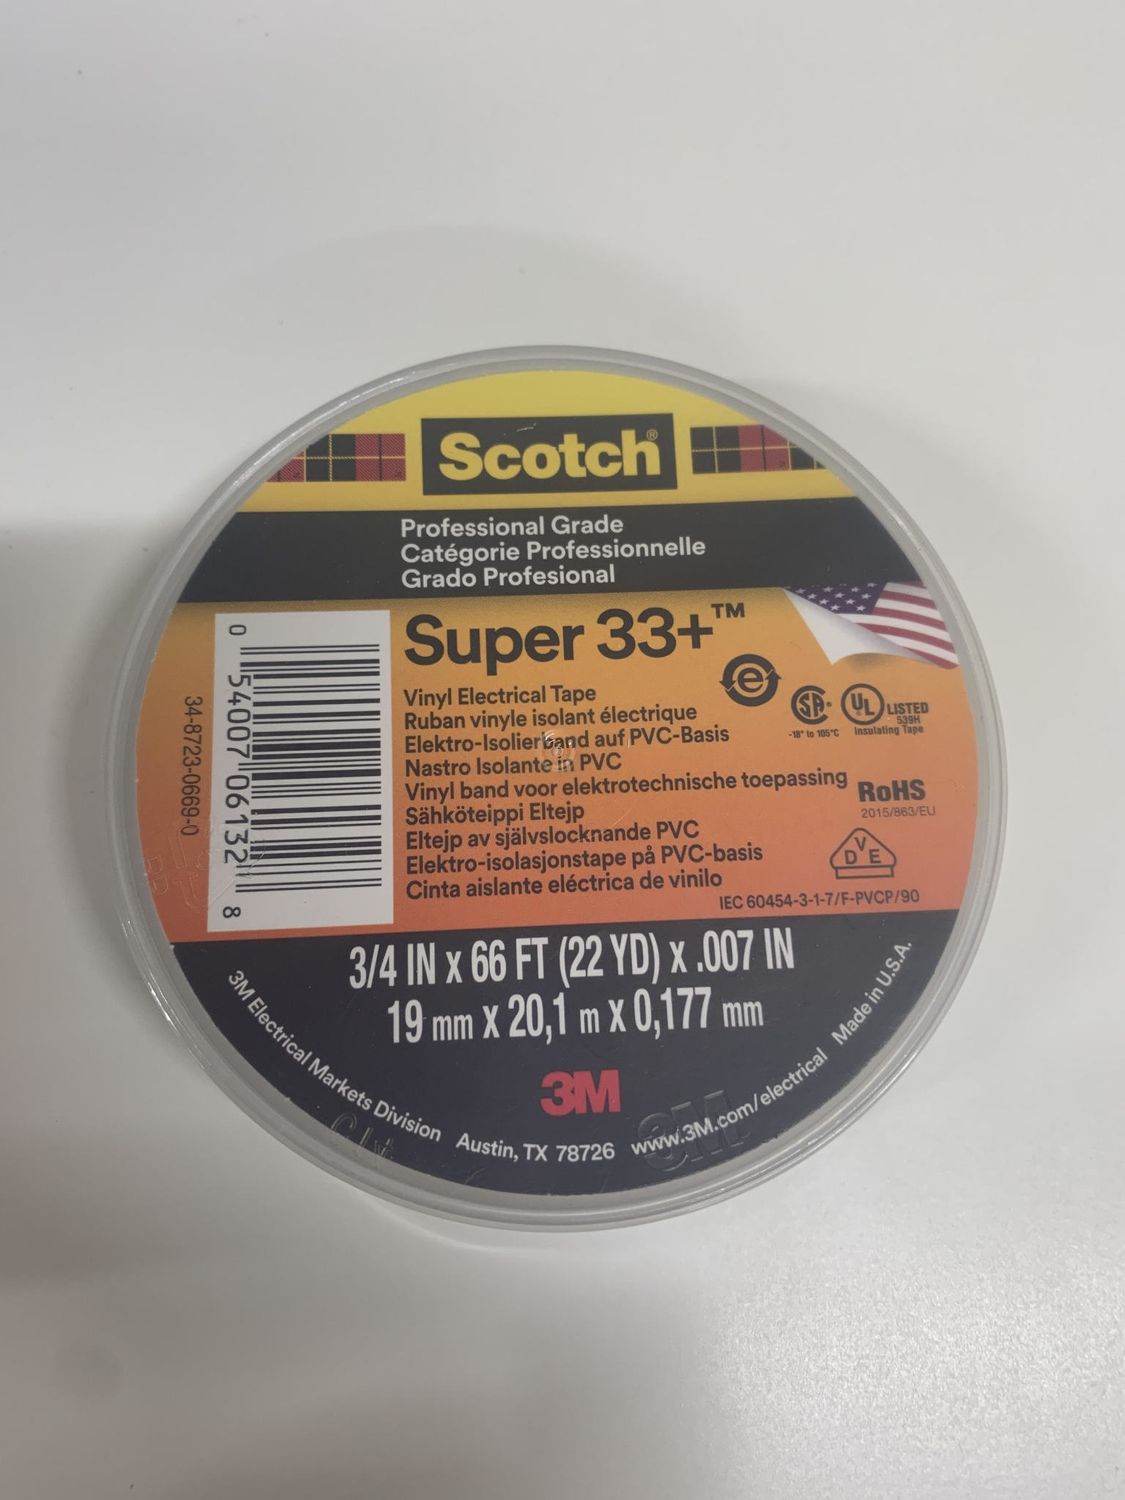 Scotch®
Professional Grade
Catégorie Professionnelle
Grado Profesional
Super 33+™
Vinyl Electrical Tape
Ruban vinyle isolant électrique
Elektro-Isolierband auf PVC-Basis
Nastro Isolante in PVC
Vinyl band voor elektrotechnische toepassing
Sähköteippi Eltejp
Eltejp av självslocknande PVC
Elektro-isolasjonstape på PVC-basis
Cinta aislante eléctrica de vinilo
e
SA
-18° to 105°C
UL LISTED
539H
Insulating Tape
RoHS
2015/863/EU
DVE
IEC 60454-3-1-7/F-PVCP/90
0 54007 06132 8
34-8723-0669-0
3/4 IN x 66 FT (22 YD) x .007 IN
19 mm x 20,1 m x 0,177 mm
3M
3M Electrical Markets Division Austin, TX 78726 www.3M.com/electrical Made in U.S.A.
3M